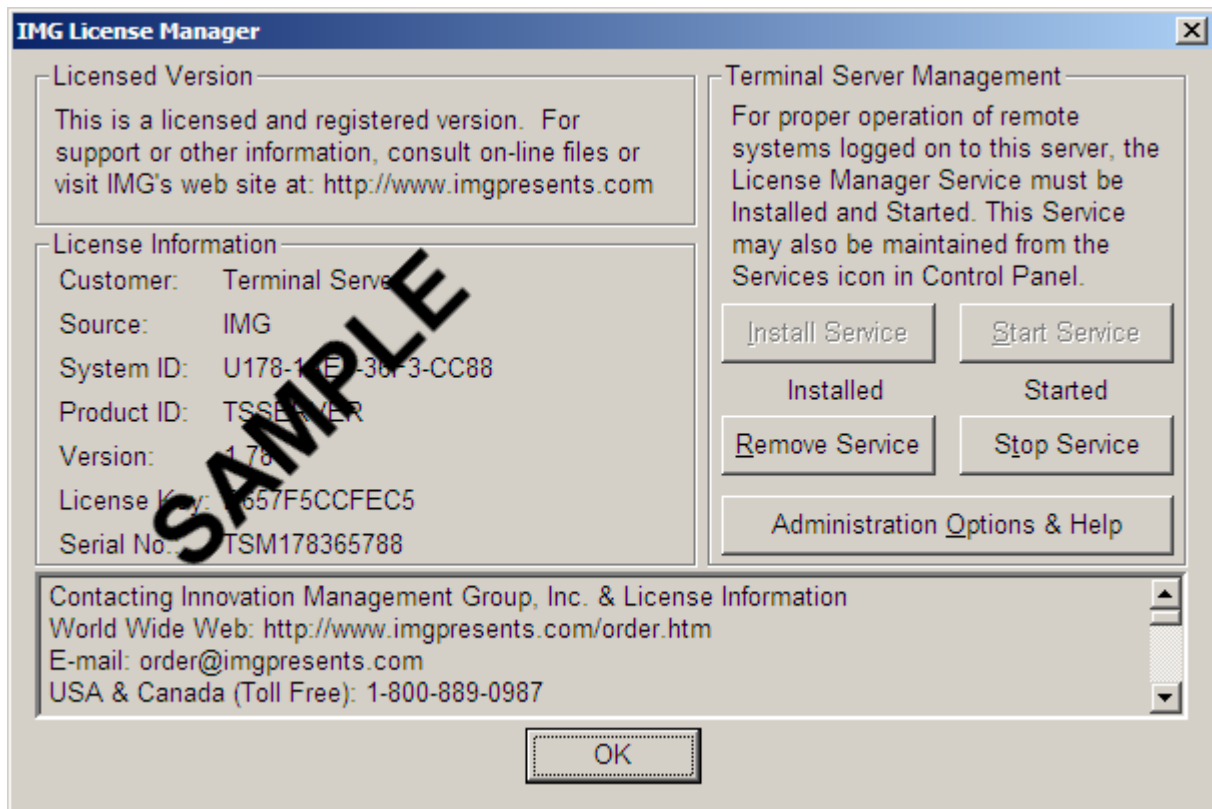 IMG License Manager
Licensed Version
This is a licensed and registered version. For
support or other information, consult on-line files or
visit IMG's web site at: http://www.imgpresents.com
License Information
Customer: Terminal Server
Source: IMG
System ID:
Product ID: TSSERVER
Version: 1.78
License Key:
Serial No.: TSM178365788
SAMPLE
Terminal Server Management
For proper operation of remote
systems logged on to this server, the
License Manager Service must be
Installed and Started. This Service
may also be maintained from the
Services icon in Control Panel.
Install Service Start Service
Installed Started
Remove Service Stop Service
Administration Options & Help
Contacting Innovation Management Group, Inc. & License Information
World Wide Web: http://www.imgpresents.com/order.htm
E-mail: order@imgpresents.com
USA & Canada (Toll Free): 1-800-889-0987
OK